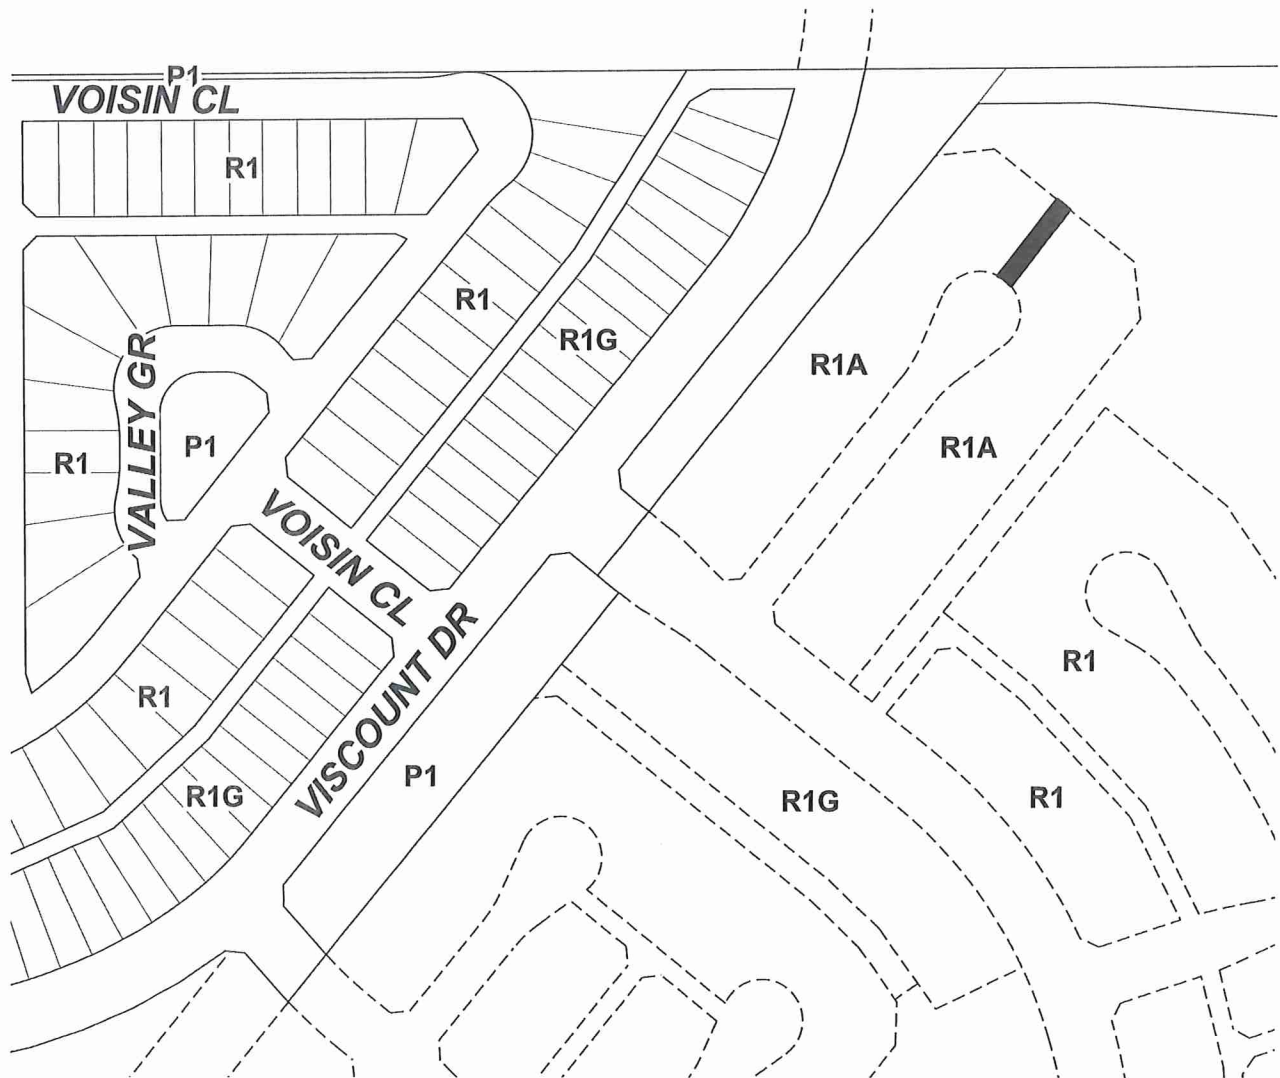 P1
VOISIN CL
R1
R1
R1G
R1A
VALLEY GR
P1
R1
R1A
VOISIN CL
VISCOUNT DR
R1
R1
R1G
P1
R1G
R1